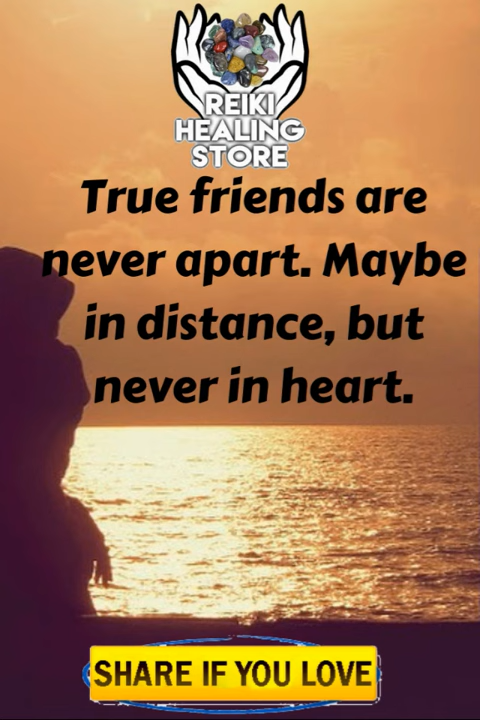 REIKI
HEALING
STORE
True friends are
never apart. Maybe
in distance, but
never in heart.
SHARE IF YOU LOVE